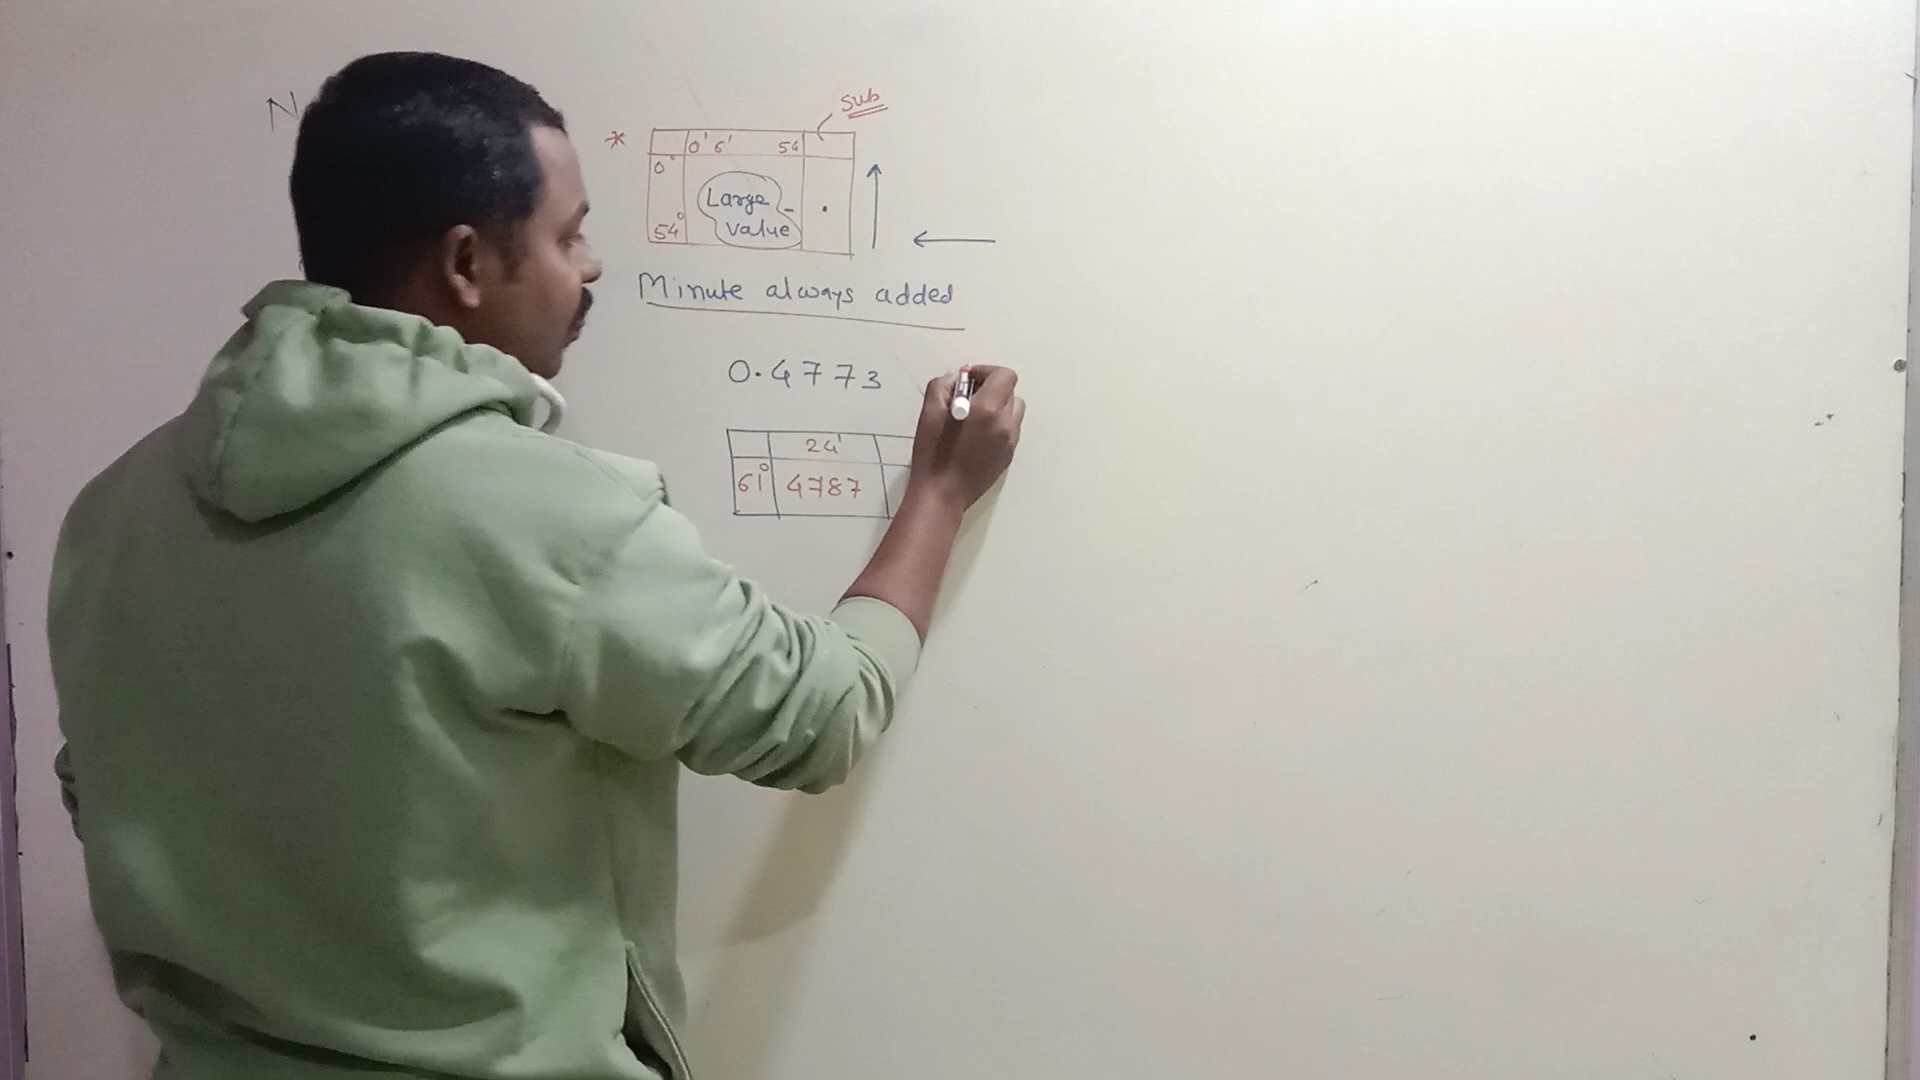 N
Sub
* 0' 6' 54
0°
Large
54° value
Minute always added
0.4773
24'
61° 4787